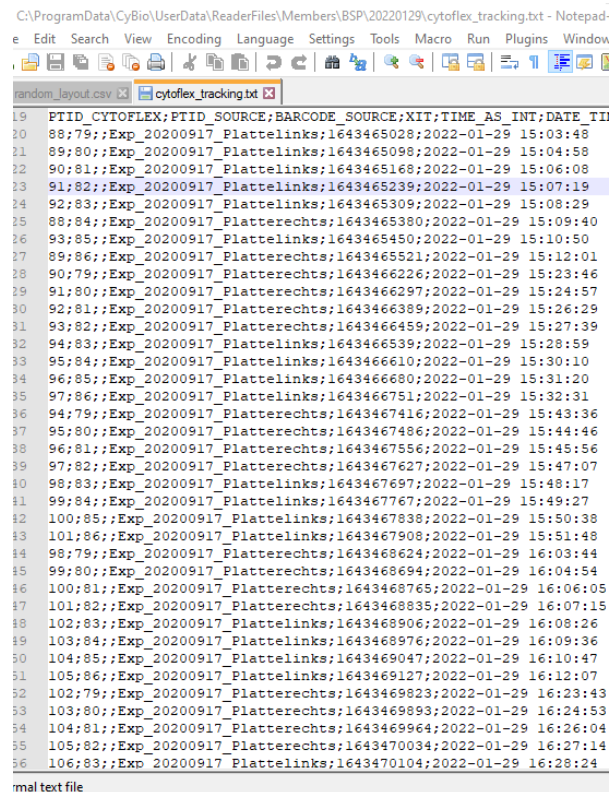 C:\ProgramData\CyBio\UserData\ReaderFiles\Members\BSP\20220129\cytoflex_tracking.txt - Notepad
Edit Search View Encoding Language Settings Tools Macro Run Plugins Window
random_layout.csv cytoflex_tracking.txt
19 PTID_CYTOFLEX;PTID_SOURCE;BARCODE_SOURCE;XIT;TIME_AS_INT;DATE_TI
20 88;79;;Exp_20200917_Plattelinks;1643465028;2022-01-29 15:03:48
21 89;80;;Exp_20200917_Plattelinks;1643465098;2022-01-29 15:04:58
22 90;81;;Exp_20200917_Plattelinks;1643465168;2022-01-29 15:06:08
23 91;82;;Exp_20200917_Plattelinks;1643465239;2022-01-29 15:07:19
24 92;83;;Exp_20200917_Plattelinks;1643465309;2022-01-29 15:08:29
25 88;84;;Exp_20200917_Platterechts;1643465380;2022-01-29 15:09:40
26 93;85;;Exp_20200917_Plattelinks;1643465450;2022-01-29 15:10:50
27 89;86;;Exp_20200917_Platterechts;1643465521;2022-01-29 15:12:01
28 90;79;;Exp_20200917_Platterechts;1643466226;2022-01-29 15:23:46
29 91;80;;Exp_20200917_Platterechts;1643466297;2022-01-29 15:24:57
30 92;81;;Exp_20200917_Platterechts;1643466389;2022-01-29 15:26:29
31 93;82;;Exp_20200917_Platterechts;1643466459;2022-01-29 15:27:39
32 94;83;;Exp_20200917_Plattelinks;1643466539;2022-01-29 15:28:59
33 95;84;;Exp_20200917_Plattelinks;1643466610;2022-01-29 15:30:10
34 96;85;;Exp_20200917_Plattelinks;1643466680;2022-01-29 15:31:20
35 97;86;;Exp_20200917_Plattelinks;1643466751;2022-01-29 15:32:31
36 94;79;;Exp_20200917_Platterechts;1643467416;2022-01-29 15:43:36
37 95;80;;Exp_20200917_Platterechts;1643467486;2022-01-29 15:44:46
38 96;81;;Exp_20200917_Platterechts;1643467556;2022-01-29 15:45:56
39 97;82;;Exp_20200917_Platterechts;1643467627;2022-01-29 15:47:07
40 98;83;;Exp_20200917_Plattelinks;1643467697;2022-01-29 15:48:17
41 99;84;;Exp_20200917_Plattelinks;1643467767;2022-01-29 15:49:27
42 100;85;;Exp_20200917_Plattelinks;1643467838;2022-01-29 15:50:38
43 101;86;;Exp_20200917_Plattelinks;1643467908;2022-01-29 15:51:48
44 98;79;;Exp_20200917_Platterechts;1643468624;2022-01-29 16:03:44
45 99;80;;Exp_20200917_Platterechts;1643468694;2022-01-29 16:04:54
46 100;81;;Exp_20200917_Platterechts;1643468765;2022-01-29 16:06:05
47 101;82;;Exp_20200917_Platterechts;1643468835;2022-01-29 16:07:15
48 102;83;;Exp_20200917_Plattelinks;1643468906;2022-01-29 16:08:26
49 103;84;;Exp_20200917_Plattelinks;1643468976;2022-01-29 16:09:36
50 104;85;;Exp_20200917_Plattelinks;1643469047;2022-01-29 16:10:47
51 105;86;;Exp_20200917_Plattelinks;1643469127;2022-01-29 16:12:07
52 102;79;;Exp_20200917_Platterechts;1643469823;2022-01-29 16:23:43
53 103;80;;Exp_20200917_Platterechts;1643469893;2022-01-29 16:24:53
54 104;81;;Exp_20200917_Platterechts;1643469964;2022-01-29 16:26:04
55 105;82;;Exp_20200917_Platterechts;1643470034;2022-01-29 16:27:14
56 106;83;;Exp_20200917_Plattelinks;1643470104;2022-01-29 16:28:24
rmal text file